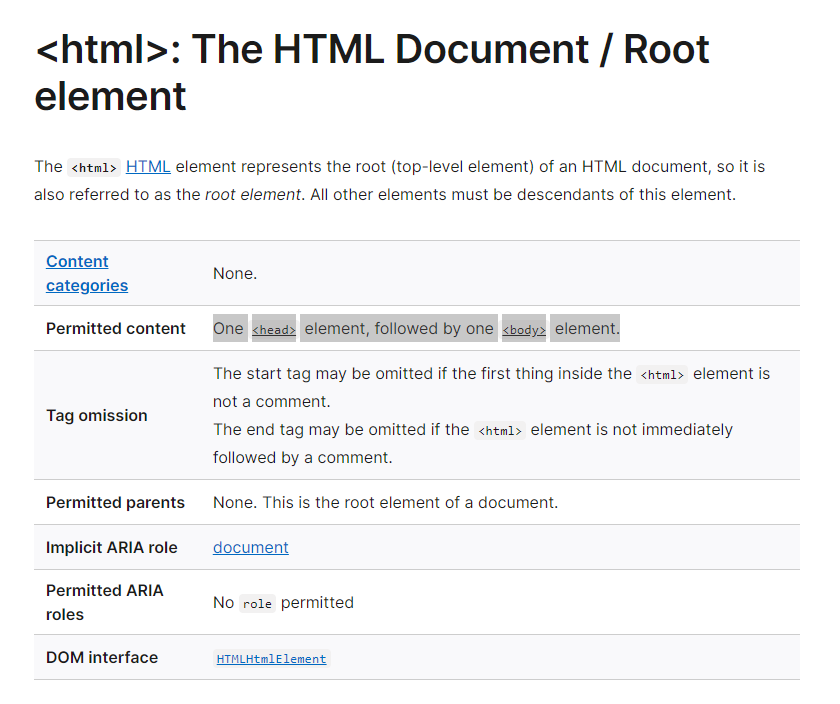 <html>: The HTML Document / Root
element
The <html> HTML element represents the root (top-level element) of an HTML document, so it is
also referred to as the root element. All other elements must be descendants of this element.
Content
categories
None.
Permitted content
One <head> element, followed by one <body> element.
Tag omission
The start tag may be omitted if the first thing inside the <html> element is
not a comment.
The end tag may be omitted if the <html> element is not immediately
followed by a comment.
Permitted parents
None. This is the root element of a document.
Implicit ARIA role
document
Permitted ARIA
roles
No role permitted
DOM interface
HTMLHtmlElement